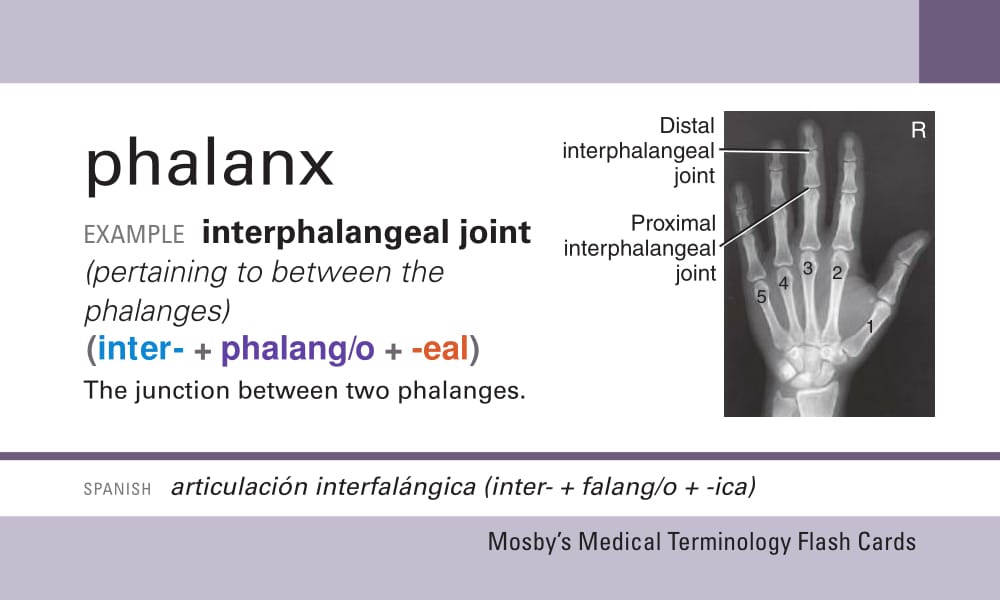 phalanx
EXAMPLE interphalangeal joint
(pertaining to between the
phalanges)
(inter- + phalang/o + -eal)
The junction between two phalanges.
Distal
interphalangeal
joint
Proximal
interphalangeal
joint
R
5
4
3
2
1
SPANISH articulación interfalángica (inter- + falang/o + -ica)
Mosby's Medical Terminology Flash Cards